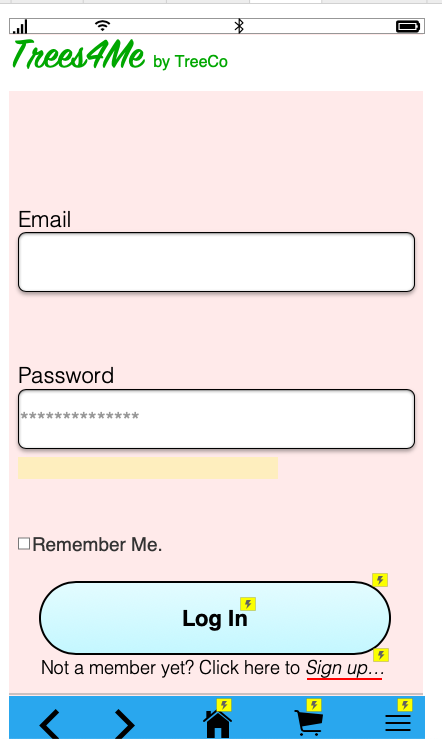 Trees4Me by TreeCo
Email
Password
**************
Remember Me.
Log In
Not a member yet? Click here to Sign up...